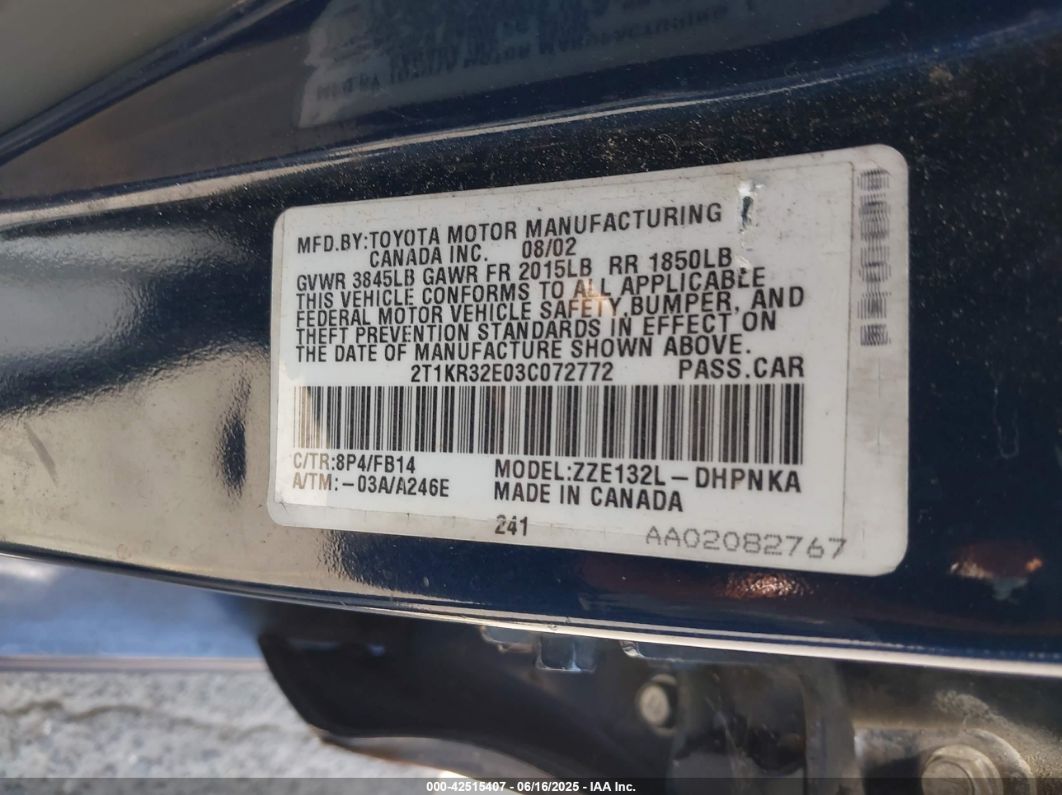 MFD.BY:TOYOTA MOTOR MANUFACTURING
CANADA INC. 08/02
GVWR 3845LB GAWR FR 2015LB RR 1850LB
THIS VEHICLE CONFORMS TO ALL APPLICABLE
FEDERAL MOTOR VEHICLE SAFETY,BUMPER, AND
THEFT PREVENTION STANDARDS IN EFFECT ON
THE DATE OF MANUFACTURE SHOWN ABOVE.
2T1KR32E03C072772 PASS.CAR
C/TR:8P4/FB14
A/TM:-03A/A246E
MODEL:ZZE132L-DHPNKA
MADE IN CANADA
241
AA02082767
000-42515407 - 06/16/2025 - IAA Inc.